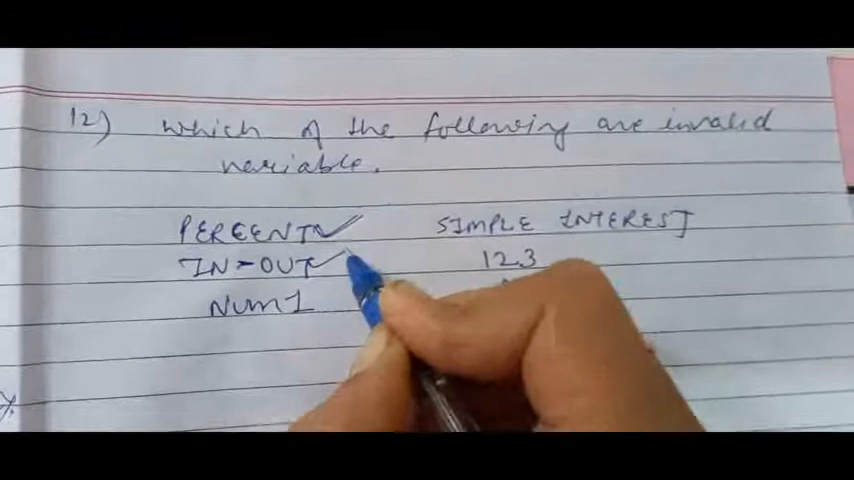 12) Which of the following are invalid
variable.
PERCENT SIMPLE INTEREST
IN-OUT 123
NUM1